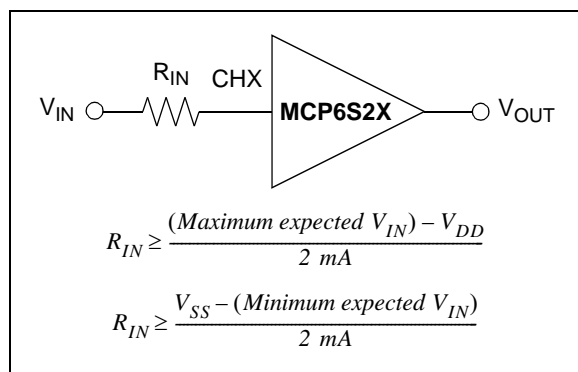 R_IN CHX
V_IN MCP6S2X V_OUT
R_IN ≥ (Maximum expected V_IN) – V_DD / 2 mA
R_IN ≥ V_SS – (Minimum expected V_IN) / 2 mA